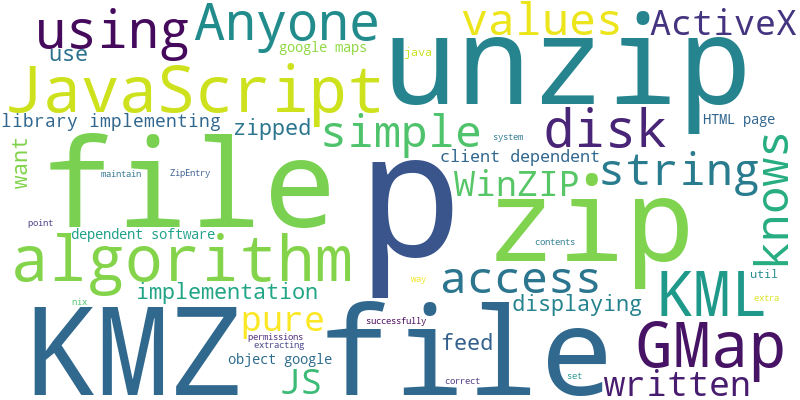 using
Anyone
values
ActiveX
use
google maps
java
unzip
JavaScript
library implementing
zipped
simple
disk
HTML page
system
want
file
maintain
ZipEntry
p
client dependent
WinZIP
string
knows
zip
point
dependent software
contents
algorithm
access
util
implementation
way
KML
extra
nix
KMZ
file
displaying
pure
successfully
permissions
extracting
feed
GMap
object google
JS
correct
set
written